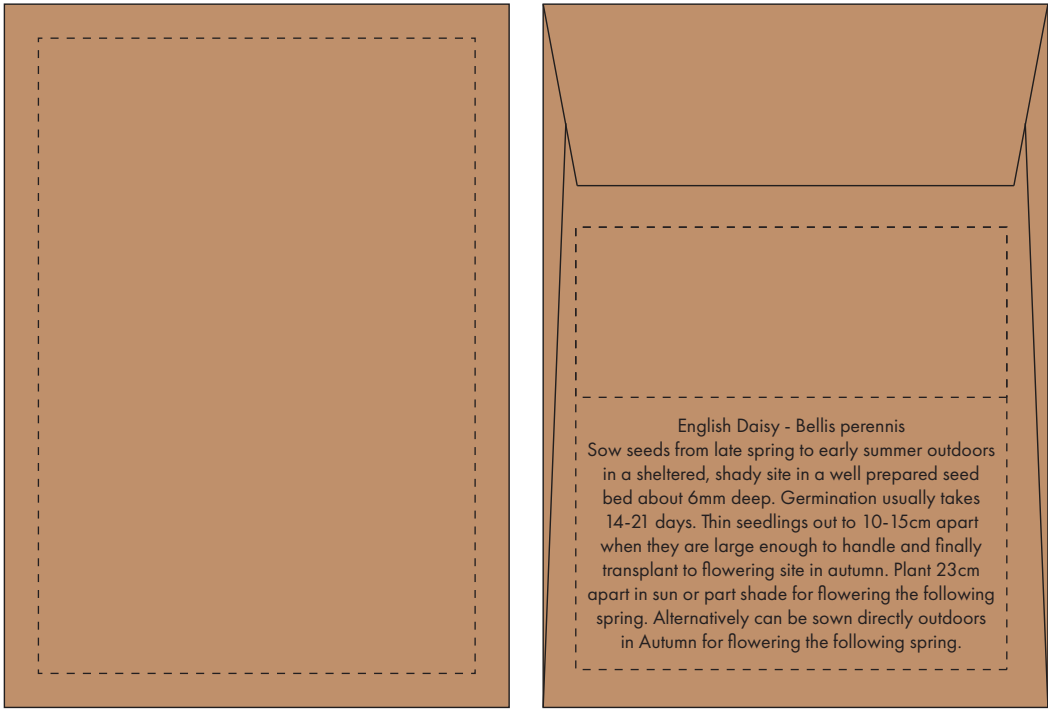 English Daisy - Bellis perennis
Sow seeds from late spring to early summer outdoors
in a sheltered, shady site in a well prepared seed
bed about 6mm deep. Germination usually takes
14-21 days. Thin seedlings out to 10-15cm apart
when they are large enough to handle and finally
transplant to flowering site in autumn. Plant 23cm
apart in sun or part shade for flowering the following
spring. Alternatively can be sown directly outdoors
in Autumn for flowering the following spring.